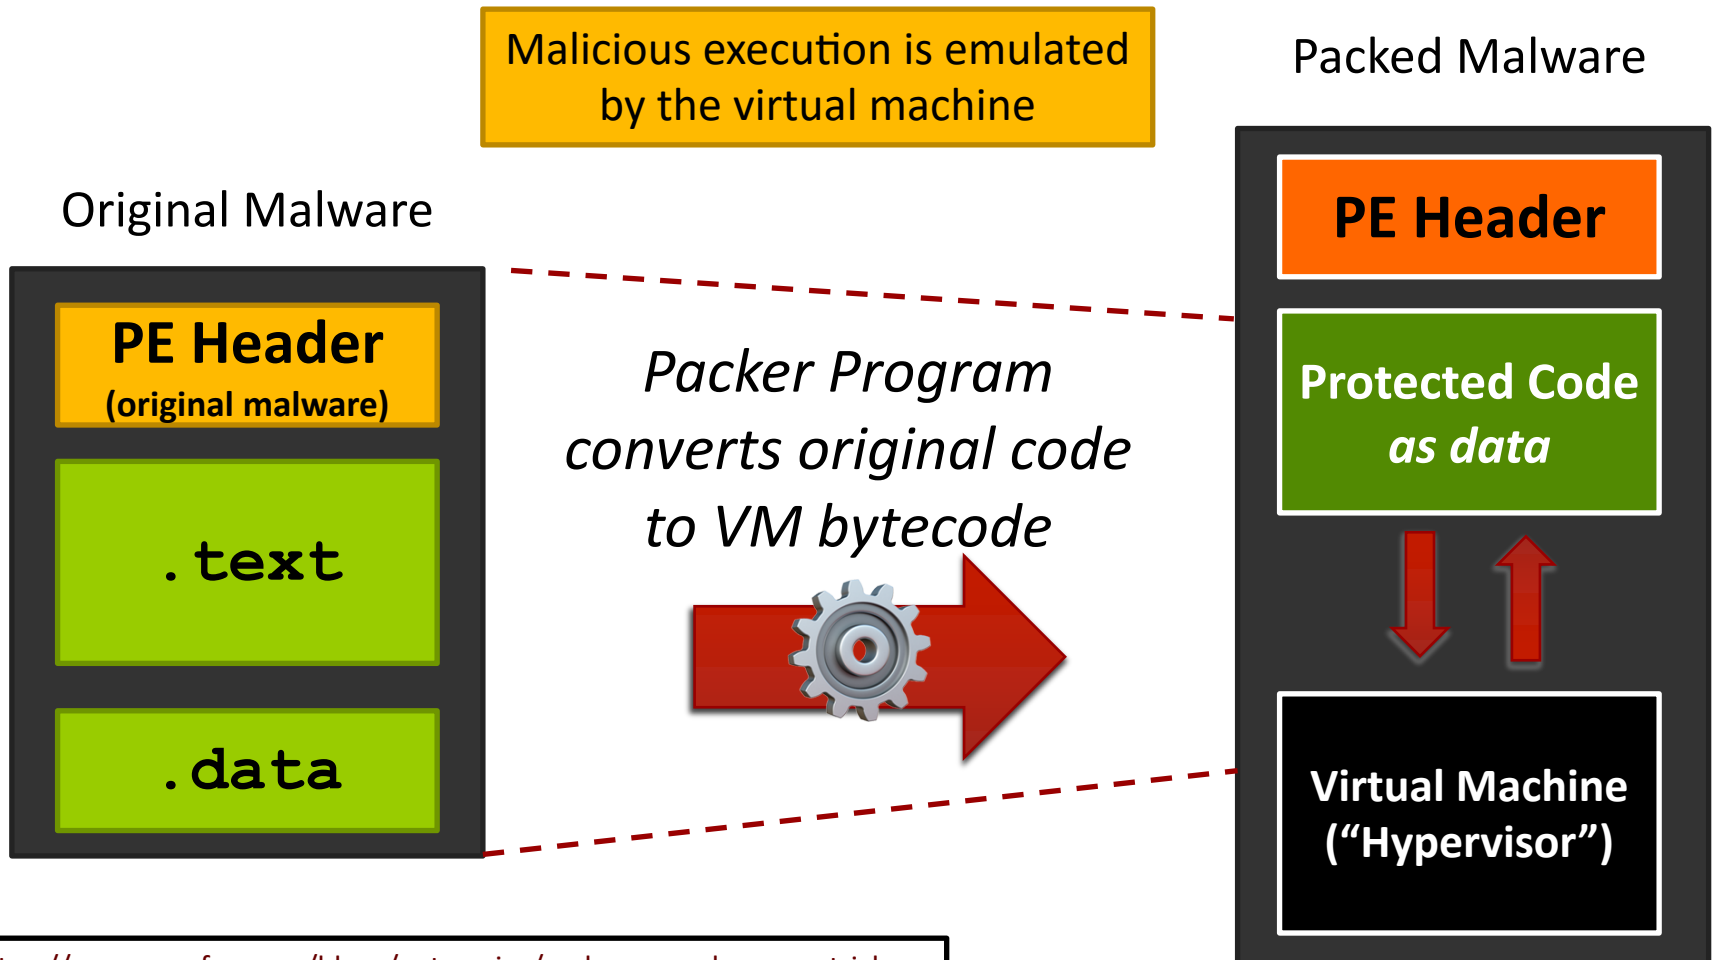 Malicious execution is emulated
by the virtual machine
Packed Malware
Original Malware
PE Header
(original malware)
.text
.data
Packer Program
converts original code
to VM bytecode
PE Header
Protected Code
as data
Virtual Machine
(“Hypervisor”)